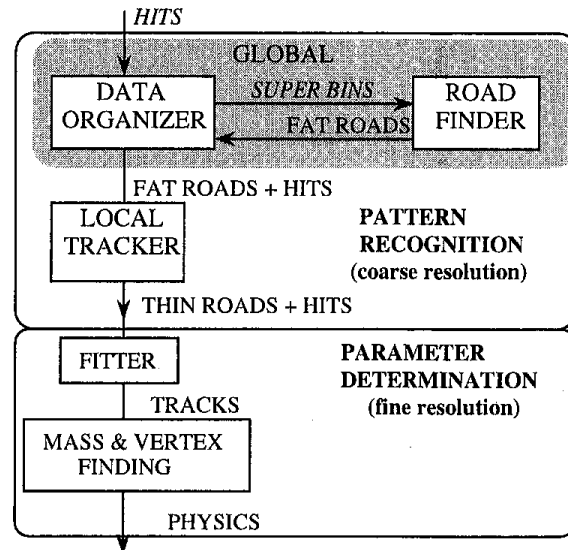 HITS
GLOBAL
DATA
ORGANIZER
SUPER BINS
FAT ROADS
ROAD
FINDER
FAT ROADS + HITS
LOCAL
TRACKER
PATTERN
RECOGNITION
(coarse resolution)
THIN ROADS + HITS
FITTER
PARAMETER
DETERMINATION
(fine resolution)
TRACKS
MASS & VERTEX
FINDING
PHYSICS